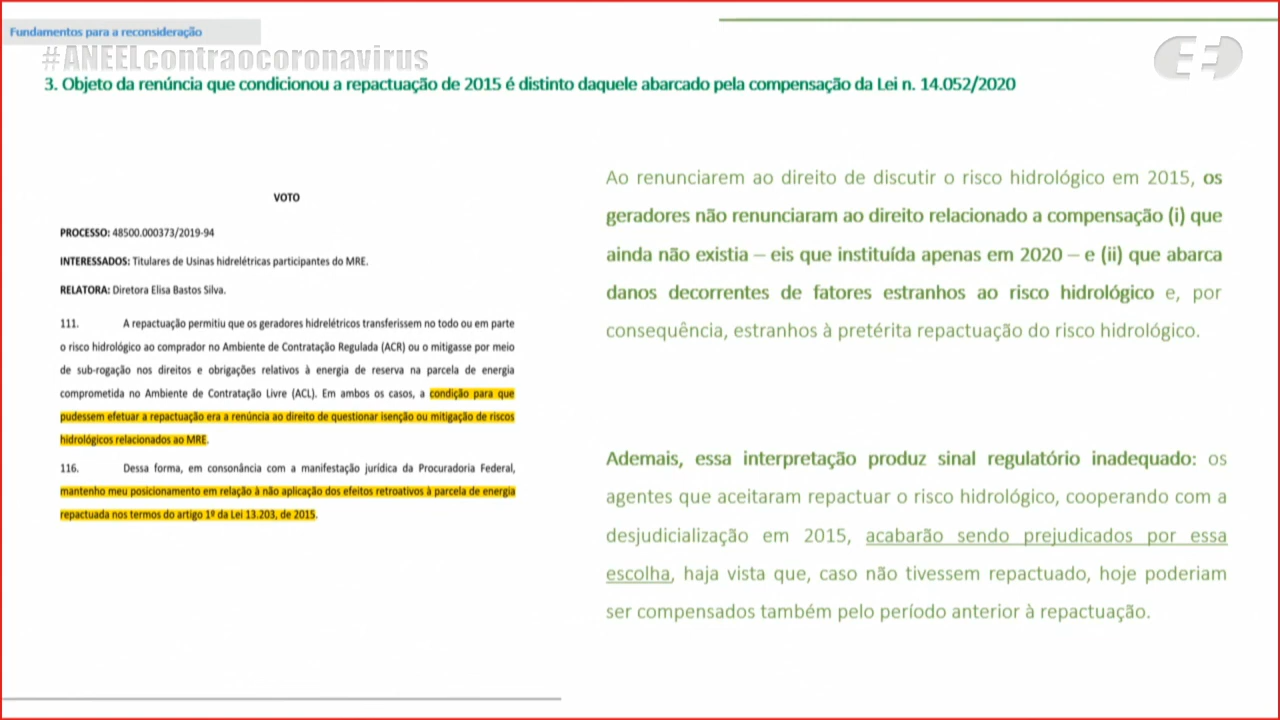 Fundamentos para a reconsideração
#ANEELcontraocoronavirus
3. Objeto da renúncia que condicionou a repactuação de 2015 é distinto daquele abarcado pela compensação da Lei n. 14.052/2020
VOTO
PROCESSO: 48500.000373/2019-94
INTERESSADOS: Titulares de Usinas hidrelétricas participantes do MRE.
RELATORA: Diretora Elisa Bastos Silva.
111. A repactuação permitiu que os geradores hidrelétricos transferissem no todo ou em parte
o risco hidrológico ao comprador no Ambiente de Contratação Regulada (ACR) ou o mitigasse por meio
de sub-rogação nos direitos e obrigações relativos à energia de reserva na parcela de energia
comprometida no Ambiente de Contratação Livre (ACL). Em ambos os casos, a condição para que
pudessem efetuar a repactuação era a renúncia ao direito de questionar isenção ou mitigação de riscos
hidrológicos relacionados ao MRE.
116. Dessa forma, em consonância com a manifestação jurídica da Procuradoria Federal,
mantenho meu posicionamento em relação à não aplicação dos efeitos retroativos à parcela de energia
repactuada nos termos do artigo 1º da Lei 13.203, de 2015.
Ao renunciarem ao direito de discutir o risco hidrológico em 2015, os
geradores não renunciaram ao direito relacionado a compensação (i) que
ainda não existia – eis que instituída apenas em 2020 – e (ii) que abarca
danos decorrentes de fatores estranhos ao risco hidrológico e, por
consequência, estranhos à pretérita repactuação do risco hidrológico.
Ademais, essa interpretação produz sinal regulatório inadequado: os
agentes que aceitaram repactuar o risco hidrológico, cooperando com a
desjudicialização em 2015, acabarão sendo prejudicados por essa
escolha, haja vista que, caso não tivessem repactuado, hoje poderiam
ser compensados também pelo período anterior à repactuação.